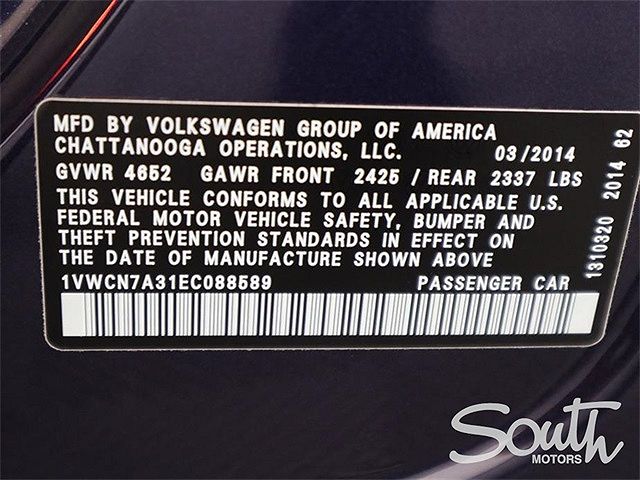 MFD BY VOLKSWAGEN GROUP OF AMERICA
CHATTANOOGA OPERATIONS, LLC. 03/2014
GVWR 4652 GAWR FRONT 2425 / REAR 2337 LBS
THIS VEHICLE CONFORMS TO ALL APPLICABLE U.S.
FEDERAL MOTOR VEHICLE SAFETY, BUMPER AND
THEFT PREVENTION STANDARDS IN EFFECT ON
THE DATE OF MANUFACTURE SHOWN ABOVE
1VWCN7A31EC088589 PASSENGER CAR
1310320 2014 62
South
MOTORS